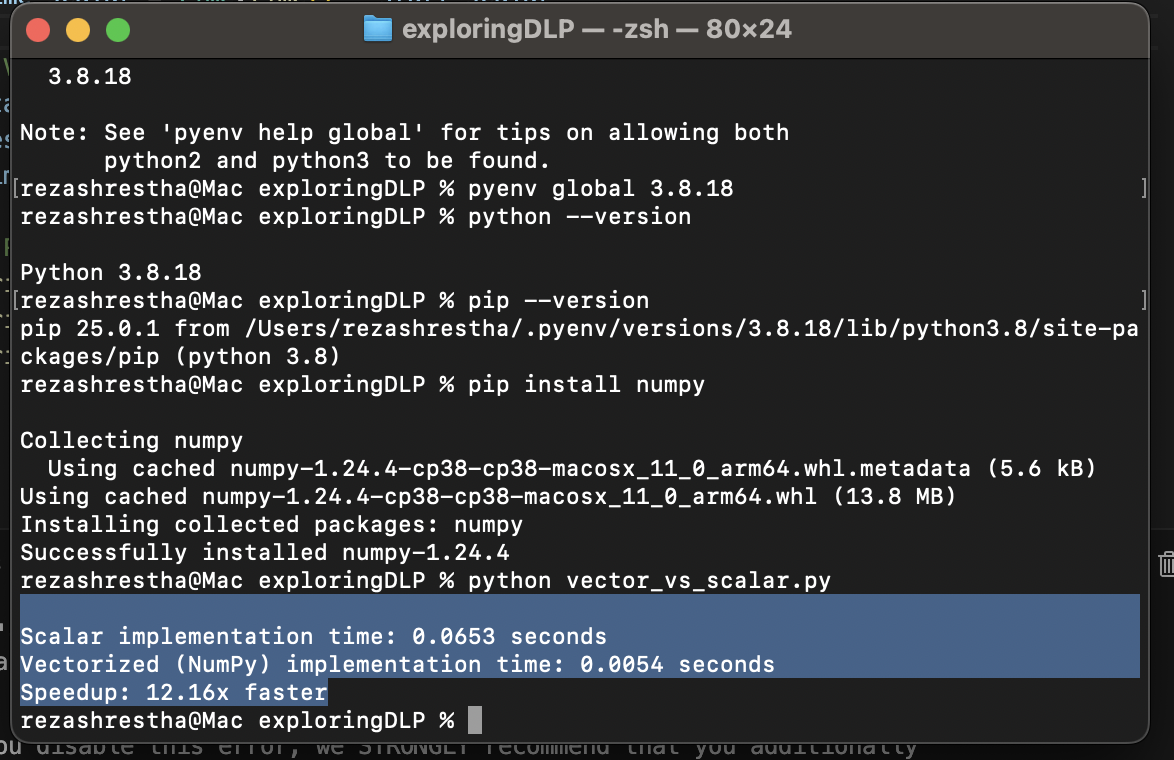 exploringDLP — -zsh — 80×24
  3.8.18
Note: See 'pyenv help global' for tips on allowing both
      python2 and python3 to be found.
[rezashrestha@Mac exploringDLP % pyenv global 3.8.18 ]
rezashrestha@Mac exploringDLP % python --version
Python 3.8.18
[rezashrestha@Mac exploringDLP % pip --version ]
pip 25.0.1 from /Users/rezashrestha/.pyenv/versions/3.8.18/lib/python3.8/site-pa
ckages/pip (python 3.8)
rezashrestha@Mac exploringDLP % pip install numpy
Collecting numpy
  Using cached numpy-1.24.4-cp38-cp38-macosx_11_0_arm64.whl.metadata (5.6 kB)
Using cached numpy-1.24.4-cp38-cp38-macosx_11_0_arm64.whl (13.8 MB)
Installing collected packages: numpy
Successfully installed numpy-1.24.4
rezashrestha@Mac exploringDLP % python vector_vs_scalar.py
Scalar implementation time: 0.0653 seconds
Vectorized (NumPy) implementation time: 0.0054 seconds
Speedup: 12.16x faster
rezashrestha@Mac exploringDLP %
ou disable this error, we STRONGLY recommend that you additionally